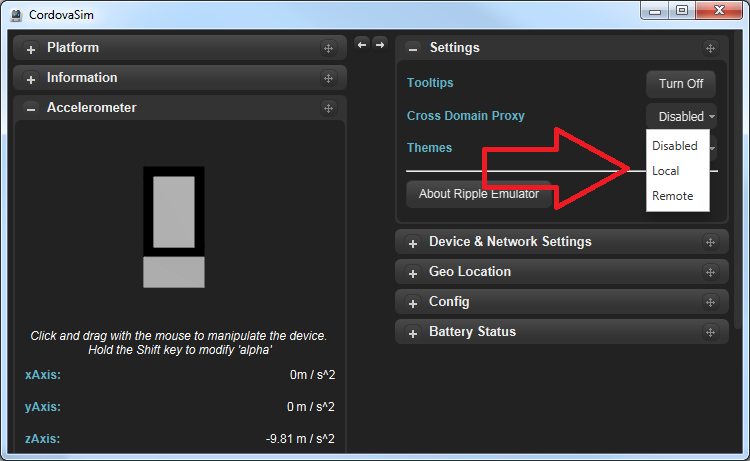 CordovaSim
Platform
Information
Accelerometer
Click and drag with the mouse to manipulate the device.
Hold the Shift key to modify 'alpha'
xAxis: 0m / s^2
yAxis: 0 m / s^2
zAxis: -9.81 m / s^2
Settings
Tooltips Turn Off
Cross Domain Proxy Disabled
Disabled
Themes
Local
Remote
About Ripple Emulator
Device & Network Settings
Geo Location
Config
Battery Status